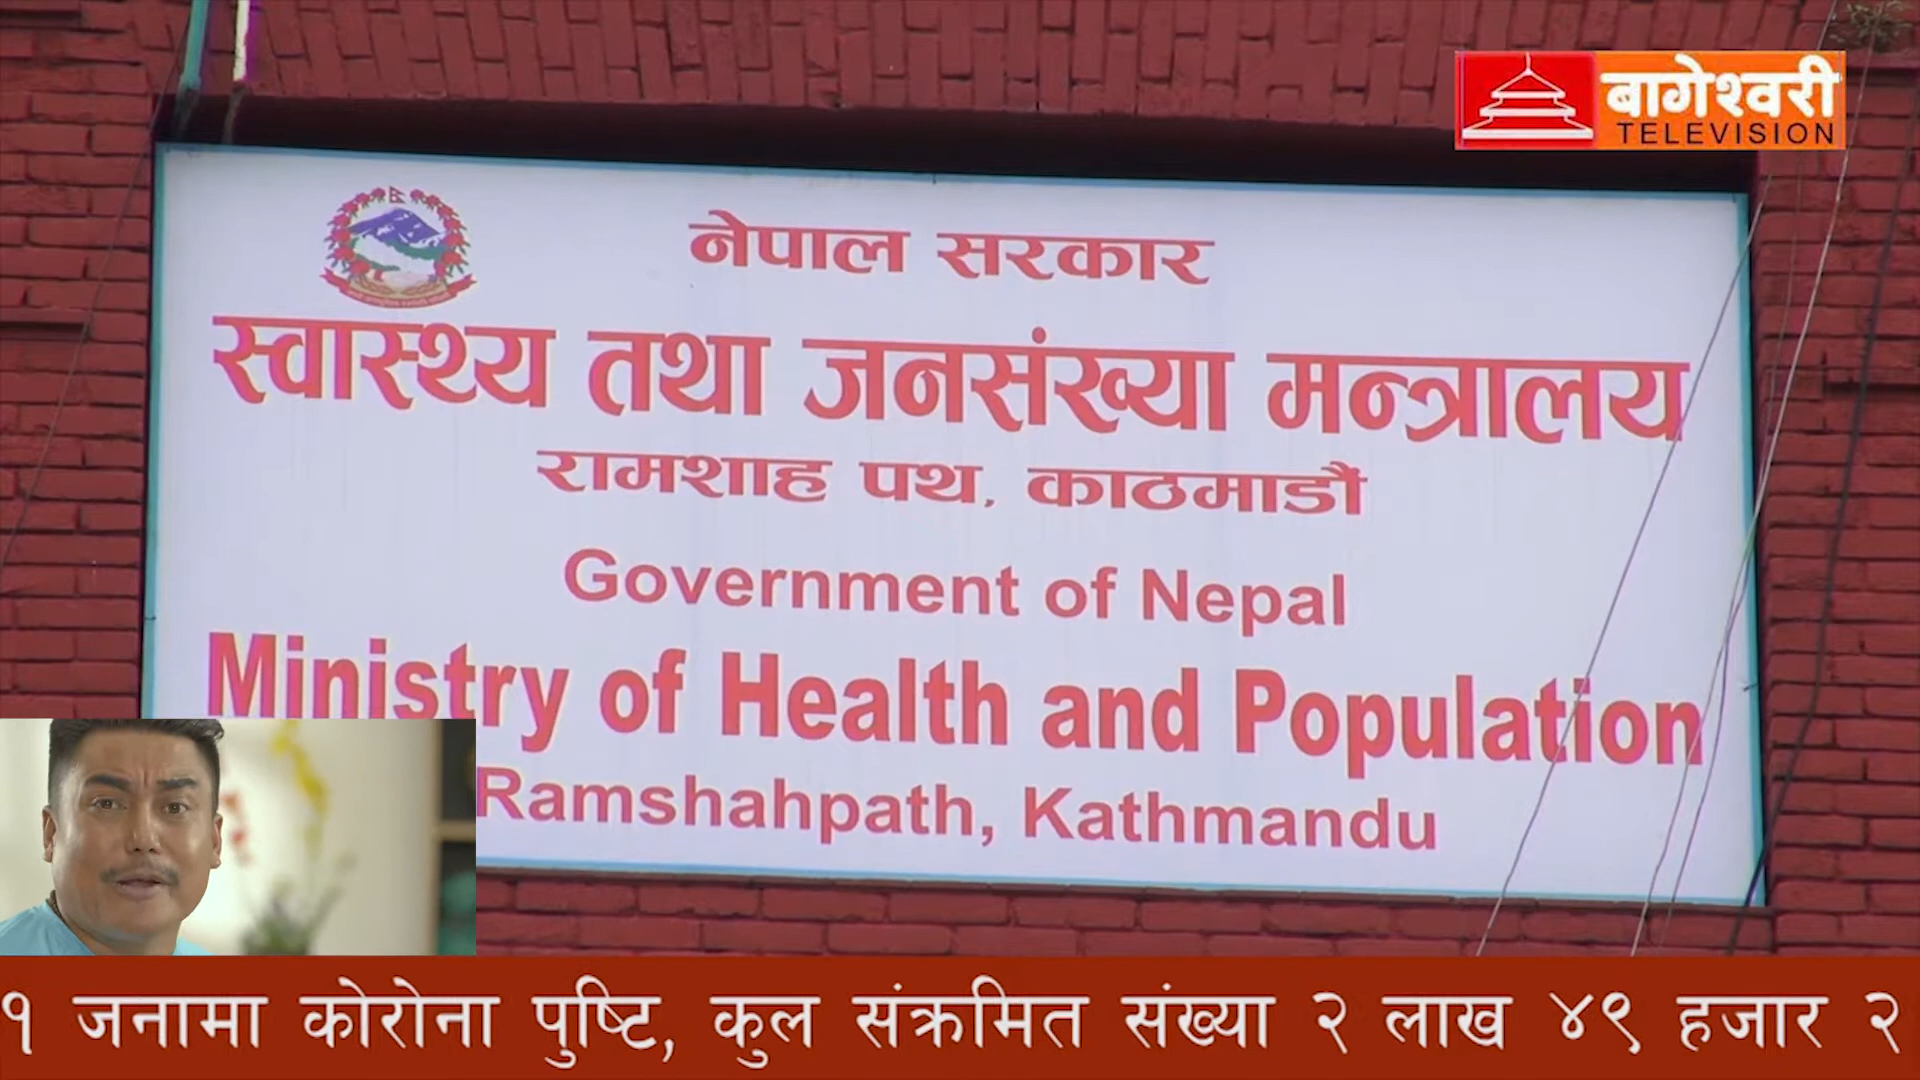 बागेश्वरी
TELEVISION
नेपाल सरकार
स्वास्थ्य तथा जनसंख्या मन्त्रालय
रामशाह पथ, काठमाडौं
Government of Nepal
Ministry of Health and Population
Ramshahpath, Kathmandu
१ जनामा कोरोना पुष्टि, कुल संक्रमित संख्या २ लाख ४९ हजार २